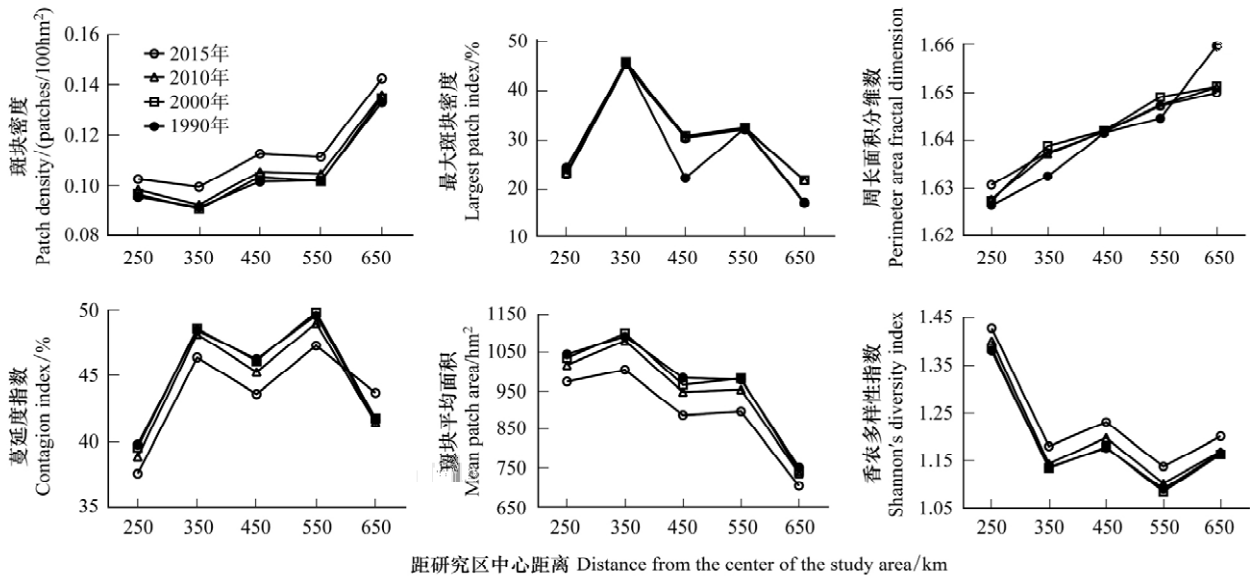 斑块密度
Patch density/(patches/100hm²)
0.16
0.14
0.12
0.10
0.08
2015年
2010年
2000年
1990年
250 350 450 550 650
最大斑块密度
Largest patch index/%
50
40
30
20
10
250 350 450 550 650
周长面积分维数
Perimeter area fractal dimension
1.66
1.65
1.64
1.63
1.62
250 350 450 550 650
蔓延度指数
Contagion index/%
50
45
40
35
250 350 450 550 650
斑块平均面积
Mean patch area/hm²
1150
1050
950
850
750
650
250 350 450 550 650
香农多样性指数
Shannon's diversity index
1.45
1.35
1.25
1.15
1.05
250 350 450 550 650
距研究区中心距离 Distance from the center of the study area/km